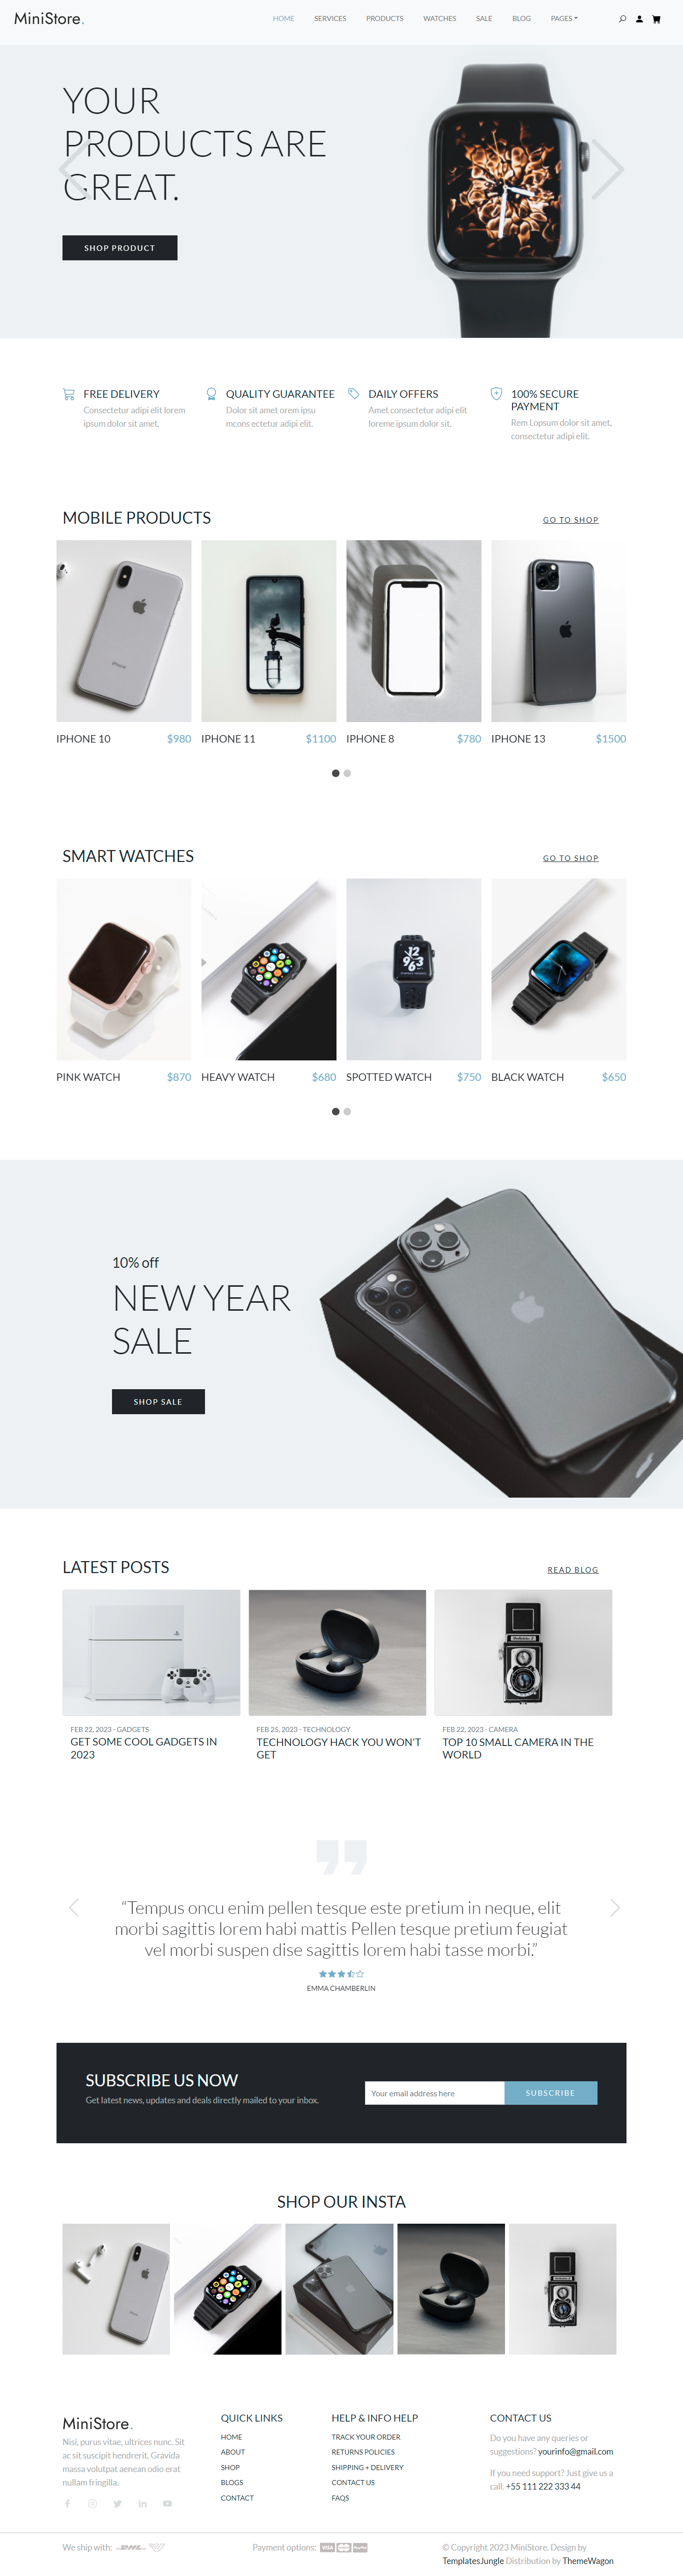 MiniStore.
HOME SERVICES PRODUCTS WATCHES SALE BLOG PAGES
YOUR
PRODUCTS ARE
GREAT.
SHOP PRODUCT
FREE DELIVERY
Consectetur adipi elit lorem
ipsum dolor sit amet.
QUALITY GUARANTEE
Dolor sit amet orem ipsu
mcons ectetur adipi elit.
DAILY OFFERS
Amet consectetur adipi elit
loreme ipsum dolor sit.
100% SECURE
PAYMENT
Rem Lopsum dolor sit amet,
consectetur adipi elit.
MOBILE PRODUCTS
GO TO SHOP
iPhone
IPHONE 10 $980
IPHONE 11 $1100
IPHONE 8 $780
IPHONE 13 $1500
SMART WATCHES
GO TO SHOP
PINK WATCH $870
HEAVY WATCH $680
SPOTTED WATCH $750
BLACK WATCH $650
10% off
NEW YEAR
SALE
SHOP SALE
LATEST POSTS
READ BLOG
FEB 22, 2023 - GADGETS
GET SOME COOL GADGETS IN
2023
FEB 25, 2023 - TECHNOLOGY
TECHNOLOGY HACK YOU WON'T
GET
FEB 22, 2023 - CAMERA
TOP 10 SMALL CAMERA IN THE
WORLD
“Tempus oncu enim pellen tesque este pretium in neque, elit
morbi sagittis lorem habi mattis Pellen tesque pretium feugiat
vel morbi suspen dise sagittis lorem habi tasse morbi.”
EMMA CHAMBERLIN
SUBSCRIBE US NOW
Get latest news, updates and deals directly mailed to your inbox.
Your email address here
SUBSCRIBE
SHOP OUR INSTA
MiniStore.
Nisi, purus vitae, ultrices nunc. Sit
ac sit suscipit hendrerit. Gravida
massa volutpat aenean odio erat
nullam fringilla.
QUICK LINKS
HOME
ABOUT
SHOP
BLOGS
CONTACT
HELP & INFO HELP
TRACK YOUR ORDER
RETURNS POLICIES
SHIPPING + DELIVERY
CONTACT US
FAQS
CONTACT US
Do you have any queries or
suggestions? yourinfo@gmail.com
If you need support? Just give us a
call. +55 111 222 333 44
We ship with: DHL
Payment options: VISA PayPal
© Copyright 2023 MiniStore. Design by
TemplatesJungle Distribution by ThemeWagon